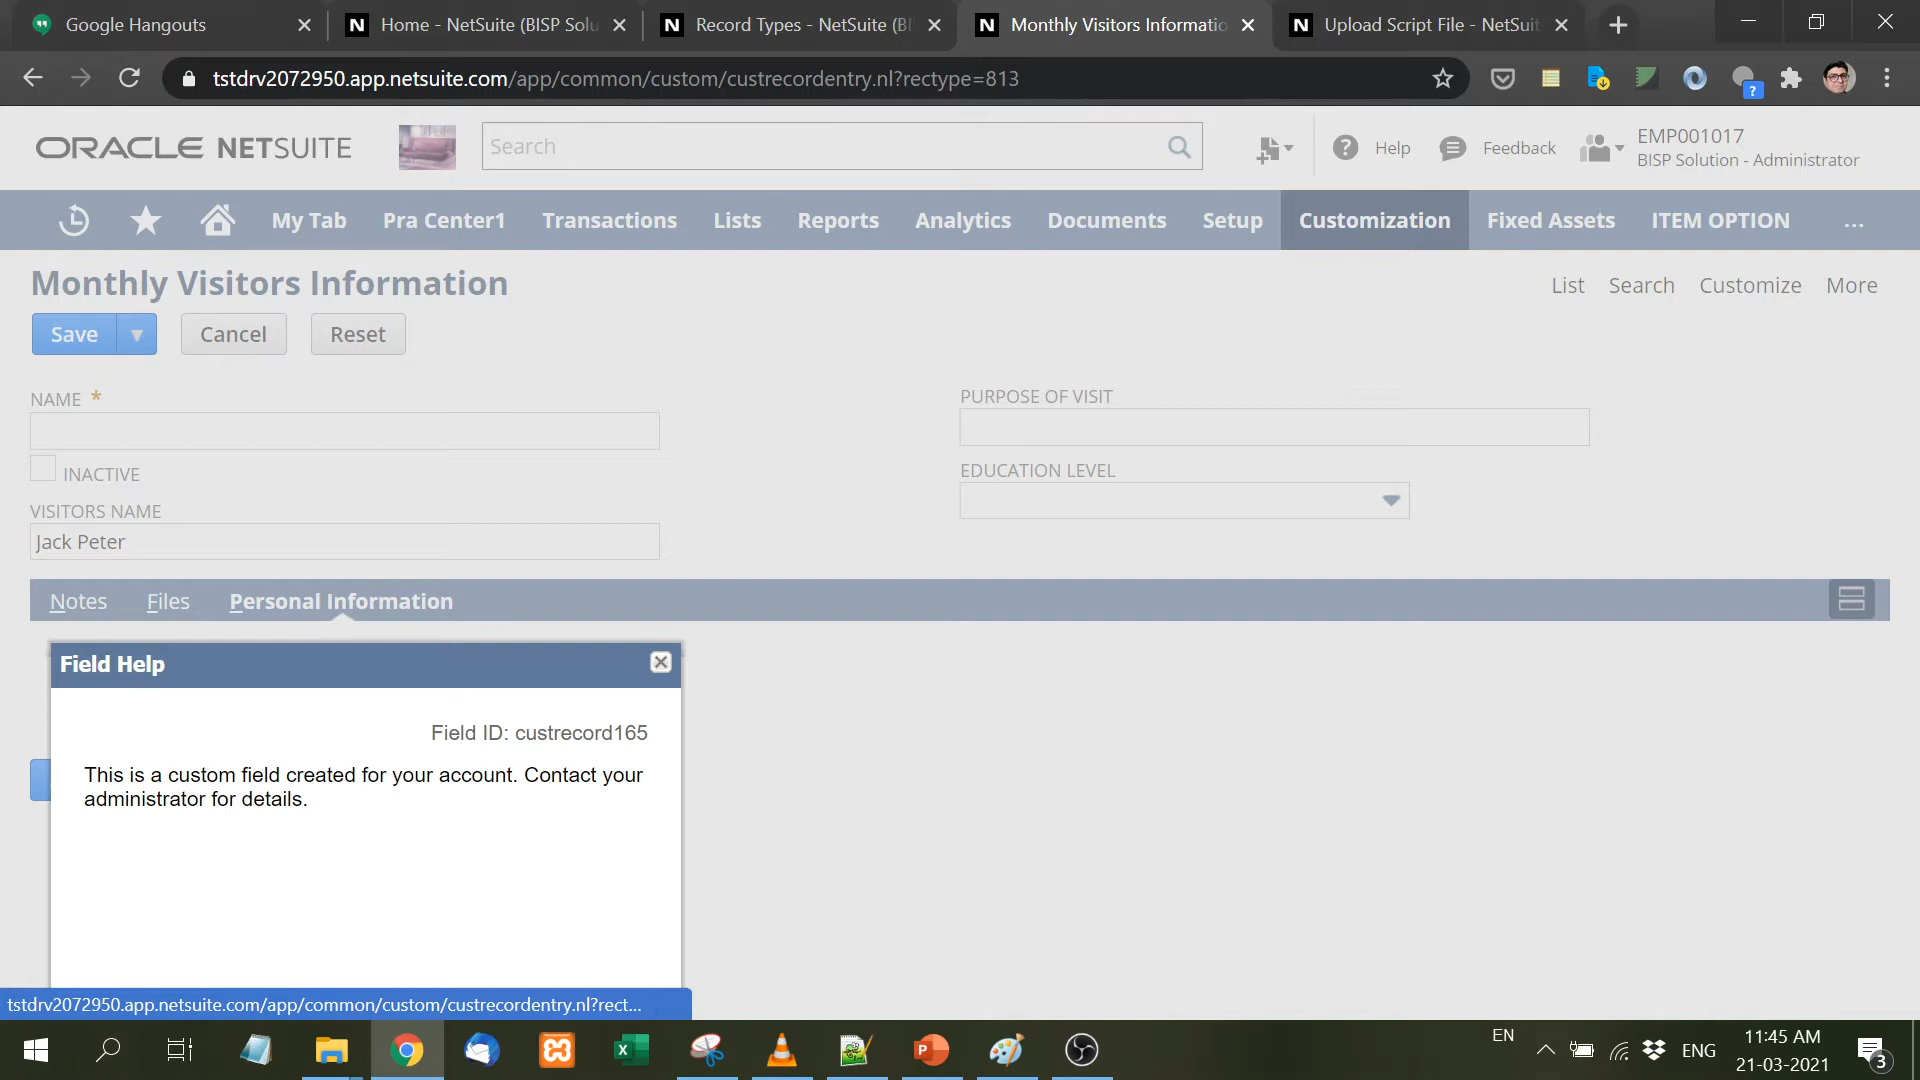 Google Hangouts
Home - NetSuite (BISP Solu
Record Types - NetSuite (BI
Monthly Visitors Informatio
Upload Script File - NetSuit
tstdrv2072950.app.netsuite.com/app/common/custom/custrecordentry.nl?rectype=813
ORACLE NETSUITE
Search
Help
Feedback
EMP001017
BISP Solution - Administrator
My Tab
Pra Center1
Transactions
Lists
Reports
Analytics
Documents
Setup
Customization
Fixed Assets
ITEM OPTION
...
Monthly Visitors Information
List
Search
Customize
More
Save
Cancel
Reset
NAME *
PURPOSE OF VISIT
INACTIVE
EDUCATION LEVEL
VISITORS NAME
Jack Peter
Notes
Files
Personal Information
Field Help
Field ID: custrecord165
This is a custom field created for your account. Contact your
administrator for details.
tstdrv2072950.app.netsuite.com/app/common/custom/custrecordentry.nl?rect...
EN
ENG
11:45 AM
21-03-2021
3